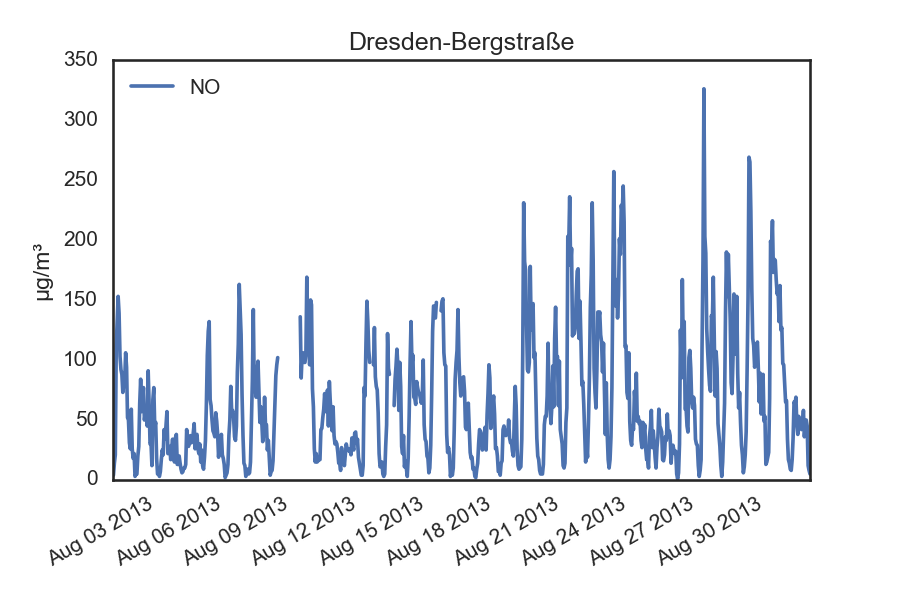 Dresden-Bergstraße
350
300
250
200
150
100
50
0
µg/m³
NO
Aug 03 2013
Aug 06 2013
Aug 09 2013
Aug 12 2013
Aug 15 2013
Aug 18 2013
Aug 21 2013
Aug 24 2013
Aug 27 2013
Aug 30 2013